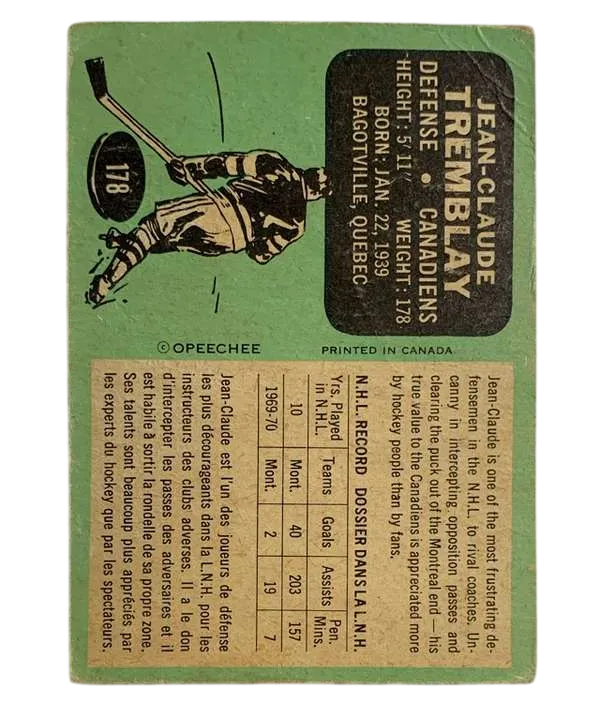 JEAN-CLAUDE
TREMBLAY
DEFENSE • CANADIENS
HEIGHT: 5' 11" WEIGHT: 178
BORN: JAN. 22, 1939
BAGOTVILLE, QUEBEC
178
© OPEECHEE PRINTED IN CANADA
Jean-Claude is one of the most frustrating de-
fensemen in the N.H.L. to rival coaches. Un-
canny in intercepting opposition passes and
clearing the puck out of the Montreal end — his
true value to the Canadiens is appreciated more
by hockey people than by fans.
N.H.L. RECORD DOSSIER DANS LA L.N.H.
Yrs. Played in N.H.L. Teams Goals Assists Pen. Mins.
10 Mont. 40 203 157
1969-70 Mont. 2 19 7
Jean-Claude est l'un des joueurs de défense
les plus décourageants dans la L.N.H. pour les
instructeurs des clubs adverses. Il a le don
d'intercepter les passes des adversaires et il
est habile à sortir la rondelle de sa propre zone.
Ses talents sont beaucoup plus appréciés par
les experts du hockey que par les spectateurs.